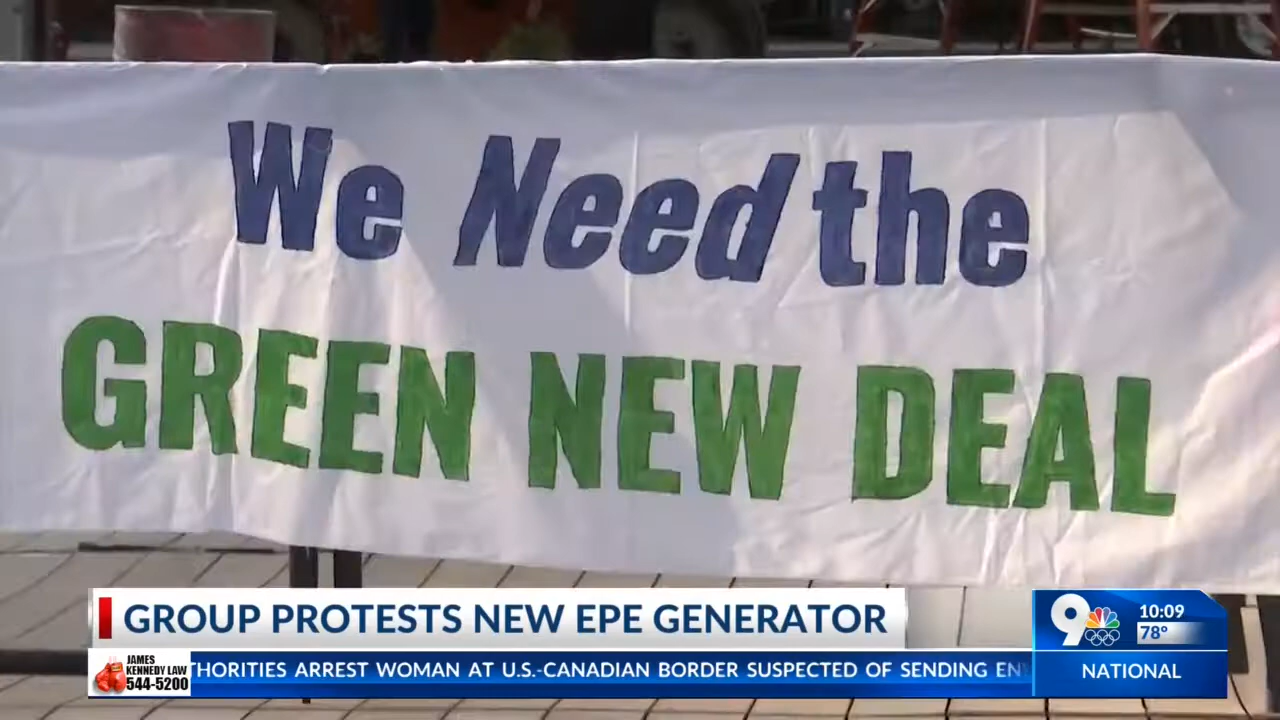 We Need the
GREEN NEW DEAL
GROUP PROTESTS NEW EPE GENERATOR
9
10:09
78°
JAMES
KENNEDY LAW
544-5200
THORITIES ARREST WOMAN AT U.S.-CANADIAN BORDER SUSPECTED OF SENDING
NATIONAL